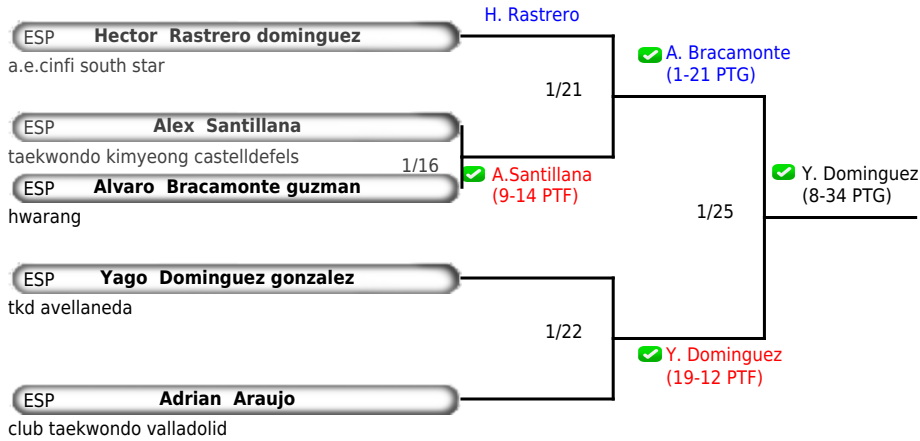 H. Rastrero
ESP Hector Rastrero dominguez
a.e.cinfi south star
A. Bracamonte
(1-21 PTG)
1/21
ESP Alex Santillana
taekwondo kimyeong castelldefels
1/16
ESP Alvaro Bracamonte guzman
hwarang
A.Santillana
(9-14 PTF)
Y. Dominguez
(8-34 PTG)
1/25
ESP Yago Dominguez gonzalez
tkd avellaneda
1/22
Y. Dominguez
(19-12 PTF)
ESP Adrian Araujo
club taekwondo valladolid